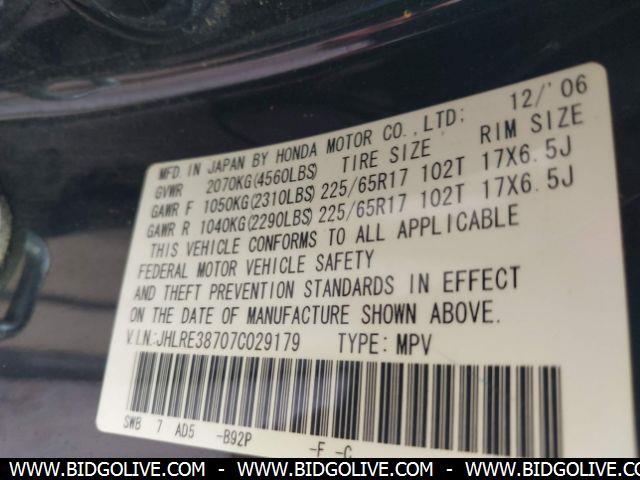 MFD. IN JAPAN BY HONDA MOTOR CO., LTD; 12/'06
GVWR 2070KG(4560LBS) TIRE SIZE RIM SIZE
GAWR F 1050KG(2310LBS) 225/65R17 102T 17X6.5J
GAWR R 1040KG(2290LBS) 225/65R17 102T 17X6.5J
THIS VEHICLE CONFORMS TO ALL APPLICABLE
FEDERAL MOTOR VEHICLE SAFETY
AND THEFT PREVENTION STANDARDS IN EFFECT
ON THE DATE OF MANUFACTURE SHOWN ABOVE.
V.I.N.:JHLRE38707C029179 TYPE: MPV
SWB 7 AD5 -B92P -F -C
WWW.BIDGOLIVE.COM - WWW.BIDGOLIVE.COM - WWW.BIDGOLIVE.COM